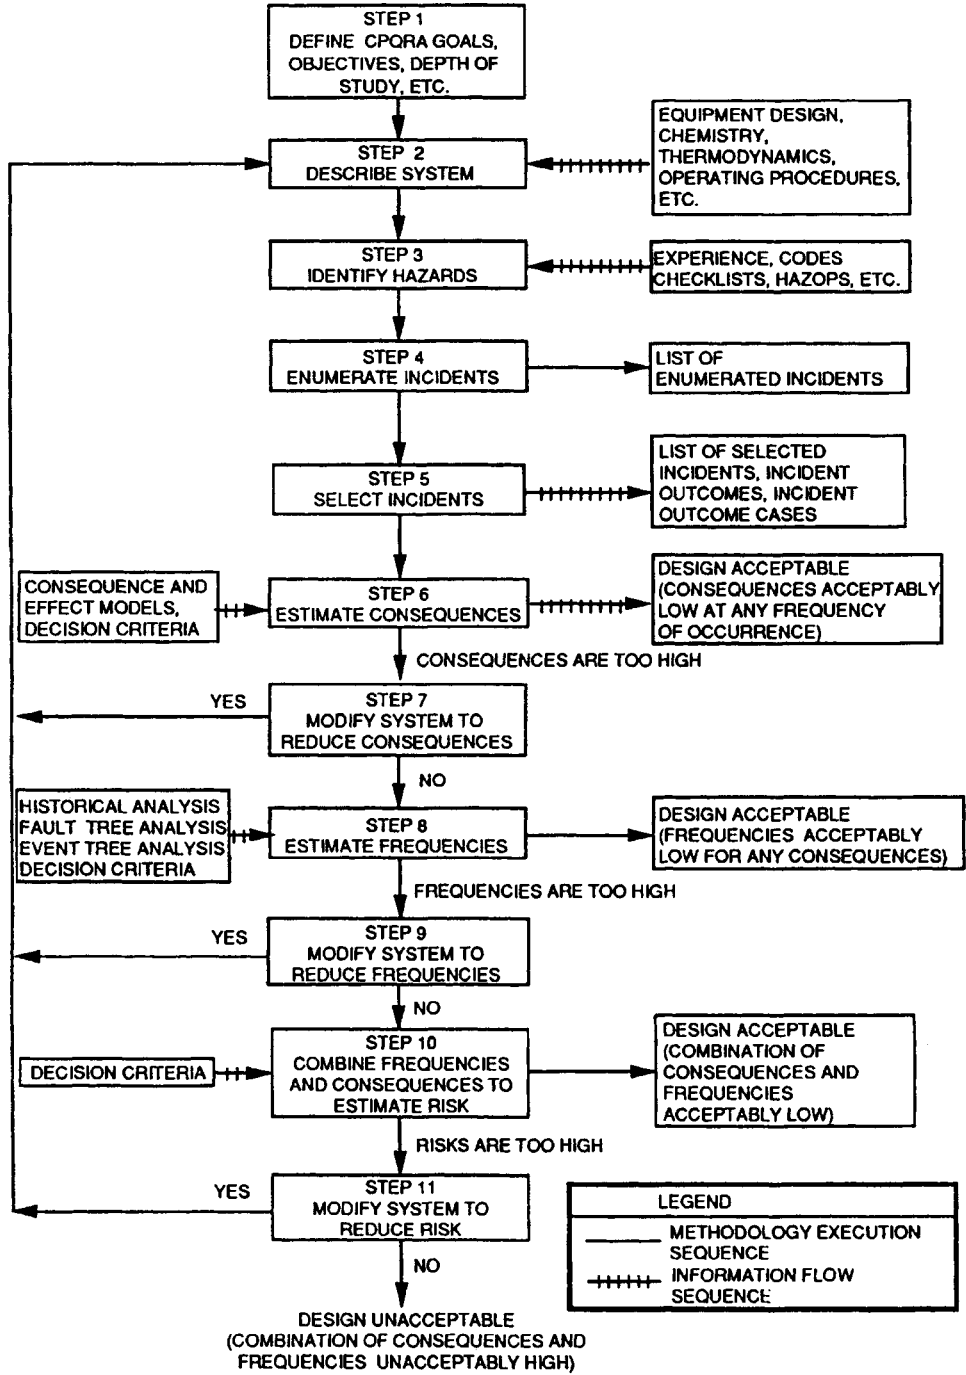 STEP 1
DEFINE CPQRA GOALS,
OBJECTIVES, DEPTH OF
STUDY, ETC.
STEP 2
DESCRIBE SYSTEM
EQUIPMENT DESIGN,
CHEMISTRY,
THERMODYNAMICS,
OPERATING PROCEDURES,
ETC.
STEP 3
IDENTIFY HAZARDS
EXPERIENCE, CODES
CHECKLISTS, HAZOPS, ETC.
STEP 4
ENUMERATE INCIDENTS
LIST OF
ENUMERATED INCIDENTS
STEP 5
SELECT INCIDENTS
LIST OF SELECTED
INCIDENTS, INCIDENT
OUTCOMES, INCIDENT
OUTCOME CASES
CONSEQUENCE AND
EFFECT MODELS,
DECISION CRITERIA
STEP 6
ESTIMATE CONSEQUENCES
DESIGN ACCEPTABLE
(CONSEQUENCES ACCEPTABLY
LOW AT ANY FREQUENCY
OF OCCURRENCE)
CONSEQUENCES ARE TOO HIGH
YES
STEP 7
MODIFY SYSTEM TO
REDUCE CONSEQUENCES
NO
HISTORICAL ANALYSIS
FAULT TREE ANALYSIS
EVENT TREE ANALYSIS
DECISION CRITERIA
STEP 8
ESTIMATE FREQUENCIES
DESIGN ACCEPTABLE
(FREQUENCIES ACCEPTABLY
LOW FOR ANY CONSEQUENCES)
FREQUENCIES ARE TOO HIGH
YES
STEP 9
MODIFY SYSTEM TO
REDUCE FREQUENCIES
NO
DECISION CRITERIA
STEP 10
COMBINE FREQUENCIES
AND CONSEQUENCES TO
ESTIMATE RISK
DESIGN ACCEPTABLE
(COMBINATION OF
CONSEQUENCES AND
FREQUENCIES
ACCEPTABLY LOW)
RISKS ARE TOO HIGH
YES
STEP 11
MODIFY SYSTEM TO
REDUCE RISK
NO
DESIGN UNACCEPTABLE
(COMBINATION OF CONSEQUENCES AND
FREQUENCIES UNACCEPTABLY HIGH)
LEGEND
METHODOLOGY EXECUTION
SEQUENCE
INFORMATION FLOW
SEQUENCE